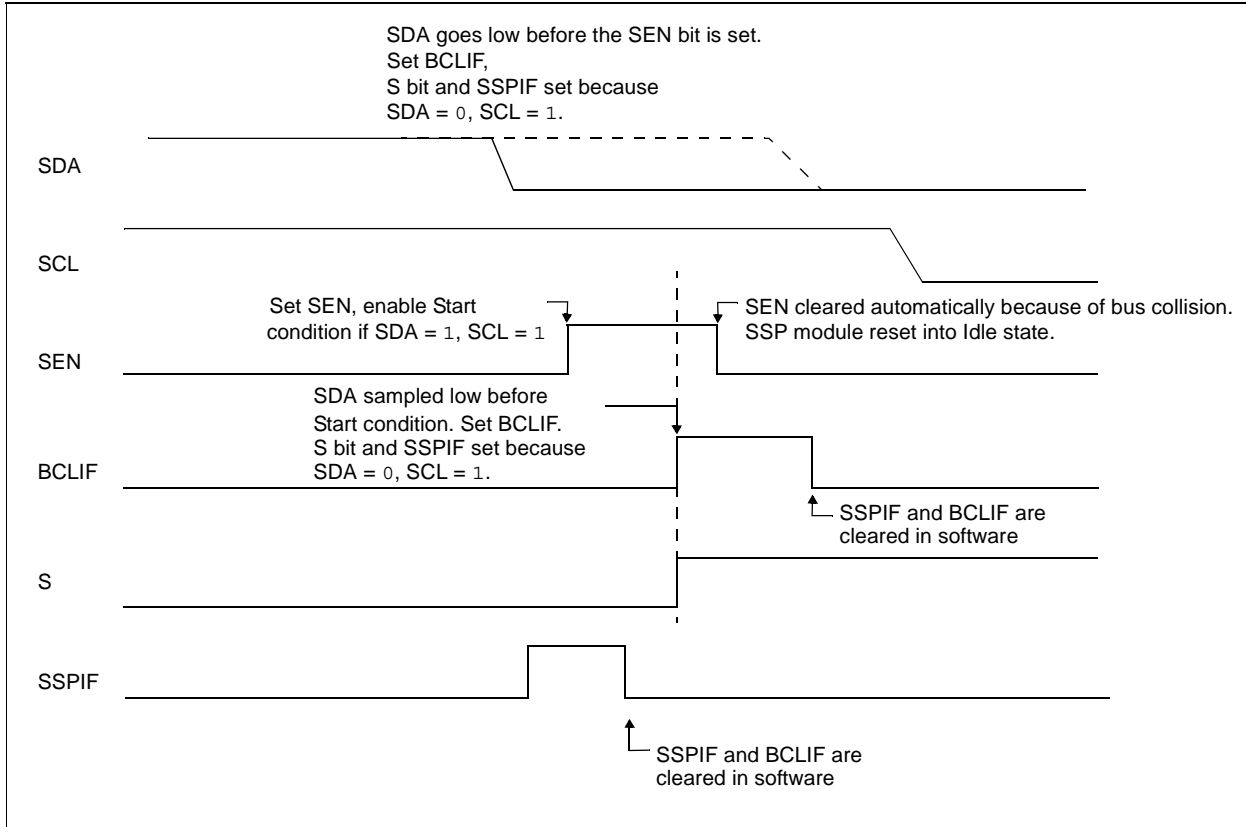 SDA goes low before the SEN bit is set.
Set BCLIF,
S bit and SSPIF set because
SDA = 0, SCL = 1.
SDA
SCL
Set SEN, enable Start
condition if SDA = 1, SCL = 1
SEN cleared automatically because of bus collision.
SSP module reset into Idle state.
SEN
SDA sampled low before
Start condition. Set BCLIF.
S bit and SSPIF set because
SDA = 0, SCL = 1.
BCLIF
SSPIF and BCLIF are
cleared in software
S
SSPIF
SSPIF and BCLIF are
cleared in software